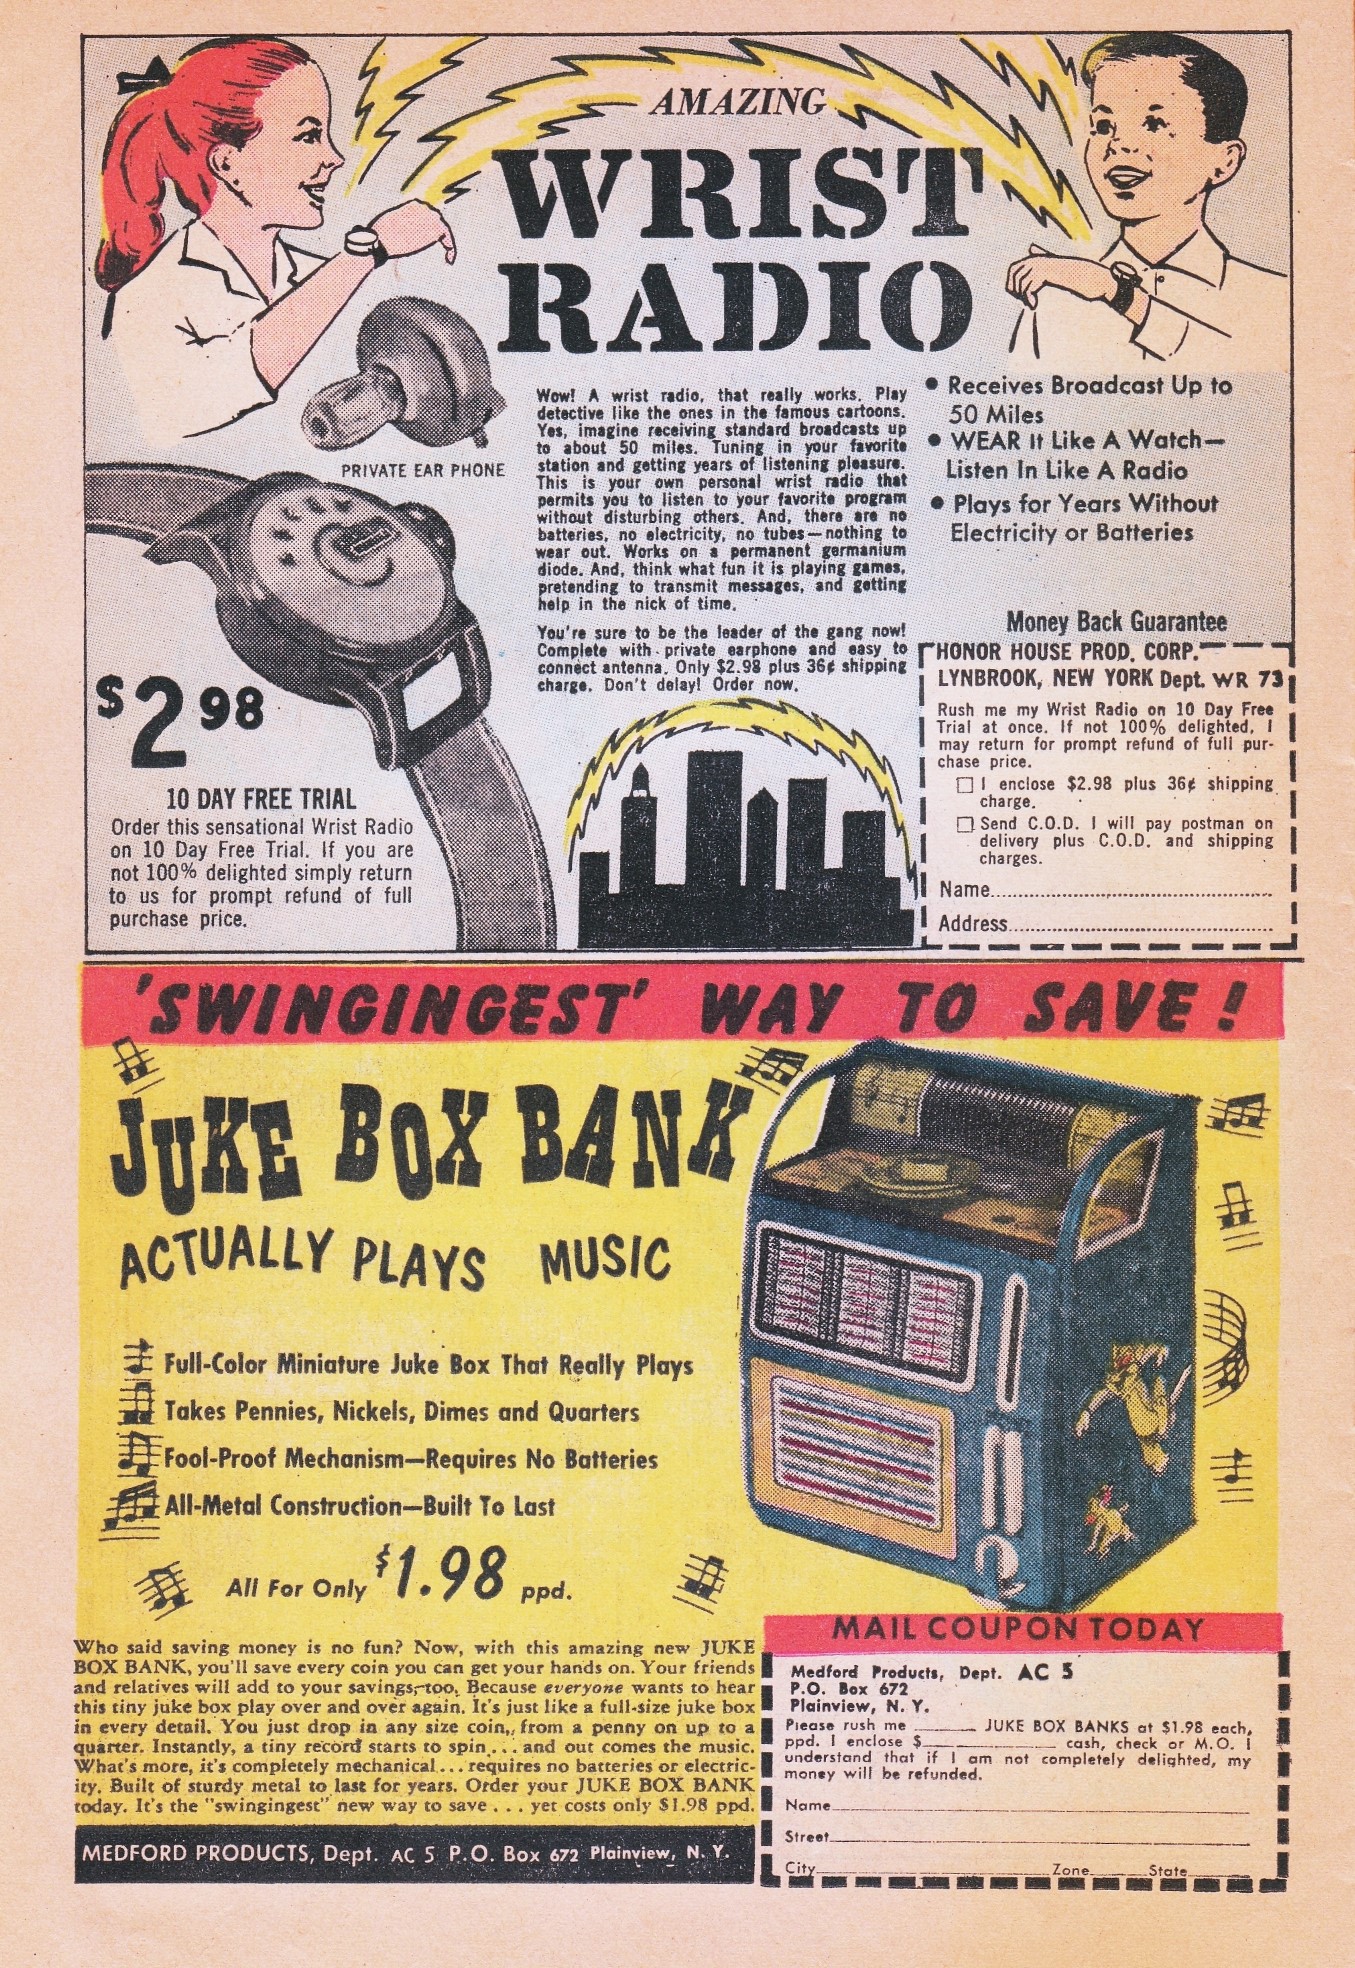 AMAZING
WRIST
RADIO
PRIVATE EAR PHONE
Wow! A wrist radio, that really works. Play
detective like the ones in the famous cartoons.
Yes, imagine receiving standard broadcasts up
to about 50 miles. Tuning in your favorite
station and getting years of listening pleasure.
This is your own personal wrist radio that
permits you to listen to your favorite program
without disturbing others. And, there are no
batteries, no electricity, no tubes—nothing to
wear out. Works on a permanent germanium
diode. And, think what fun it is playing games,
pretending to transmit messages, and getting
help in the nick of time.
You're sure to be the leader of the gang now!
Complete with private earphone and easy to
connect antenna. Only $2.98 plus 36¢ shipping
charge. Don't delay! Order now.
• Receives Broadcast Up to
50 Miles
• WEAR It Like A Watch—
Listen In Like A Radio
• Plays for Years Without
Electricity or Batteries
$2 98
10 DAY FREE TRIAL
Order this sensational Wrist Radio
on 10 Day Free Trial. If you are
not 100% delighted simply return
to us for prompt refund of full
purchase price.
Money Back Guarantee
HONOR HOUSE PROD. CORP.
LYNBROOK, NEW YORK Dept. WR 73
Rush me my Wrist Radio on 10 Day Free
Trial at once. If not 100% delighted, I
may return for prompt refund of full pur-
chase price.
I enclose $2.98 plus 36¢ shipping
charge.
Send C.O.D. I will pay postman on
delivery plus C.O.D. and shipping
charges.
Name
Address
'SWINGINGEST' WAY TO SAVE!
JUKE BOX BANK
ACTUALLY PLAYS MUSIC
Full-Color Miniature Juke Box That Really Plays
Takes Pennies, Nickels, Dimes and Quarters
Fool-Proof Mechanism—Requires No Batteries
All-Metal Construction—Built To Last
All For Only $1.98 ppd.
Who said saving money is no fun? Now, with this amazing new JUKE
BOX BANK, you'll save every coin you can get your hands on. Your friends
and relatives will add to your savings, too. Because everyone wants to hear
this tiny juke box play over and over again. It's just like a full-size juke box
in every detail. You just drop in any size coin, from a penny on up to a
quarter. Instantly, a tiny record starts to spin ... and out comes the music.
What's more, it's completely mechanical ... requires no batteries or electric-
ity. Built of sturdy metal to last for years. Order your JUKE BOX BANK
today. It's the "swingingest" new way to save ... yet costs only $1.98 ppd.
MEDFORD PRODUCTS, Dept. AC 5 P.O. Box 672 Plainview, N. Y.
MAIL COUPON TODAY
Medford Products, Dept. AC 5
P.O. Box 672
Plainview, N. Y.
Please rush me ______ JUKE BOX BANKS at $1.98 each,
ppd. I enclose $______ cash, check or M.O. I
understand that if I am not completely delighted, my
money will be refunded.
Name
Street
City Zone State